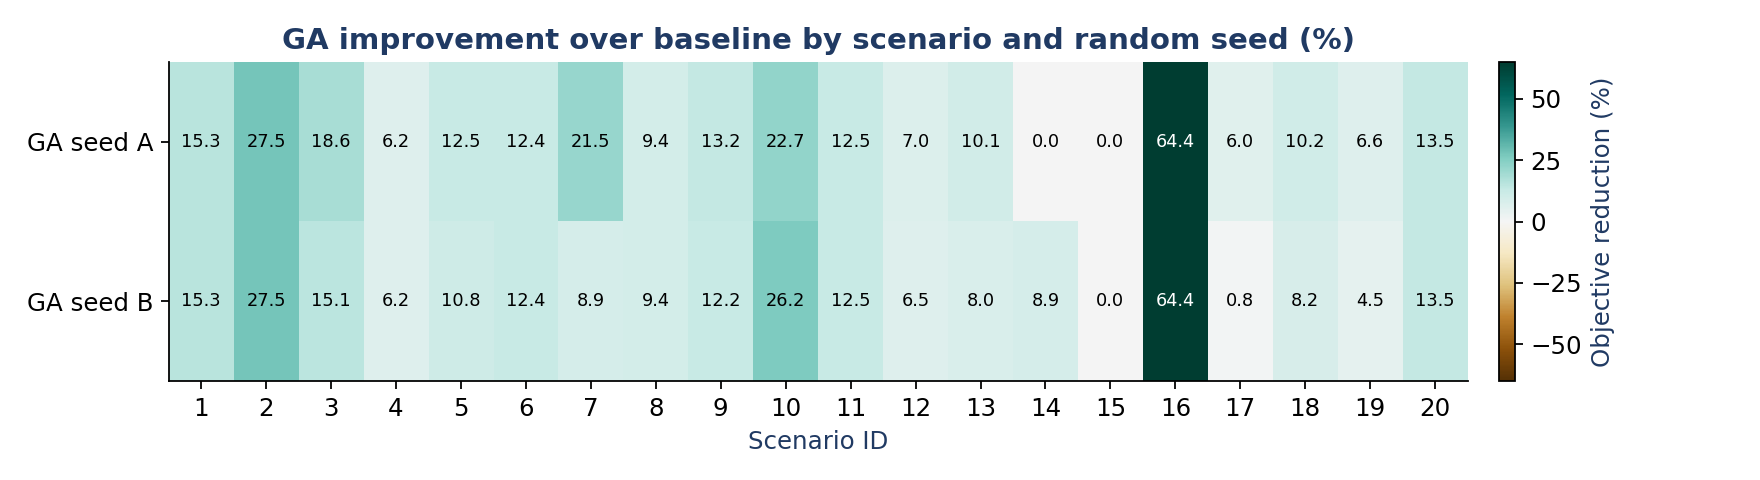 GA improvement over baseline by scenario and random seed (%)
GA seed A 15.3 27.5 18.6 6.2 12.5 12.4 21.5 9.4 13.2 22.7 12.5 7.0 10.1 0.0 0.0 64.4 6.0 10.2 6.6 13.5
GA seed B 15.3 27.5 15.1 6.2 10.8 12.4 8.9 9.4 12.2 26.2 12.5 6.5 8.0 8.9 0.0 64.4 0.8 8.2 4.5 13.5
1 2 3 4 5 6 7 8 9 10 11 12 13 14 15 16 17 18 19 20
Scenario ID
50
25
0
−25
−50
Objective reduction (%)